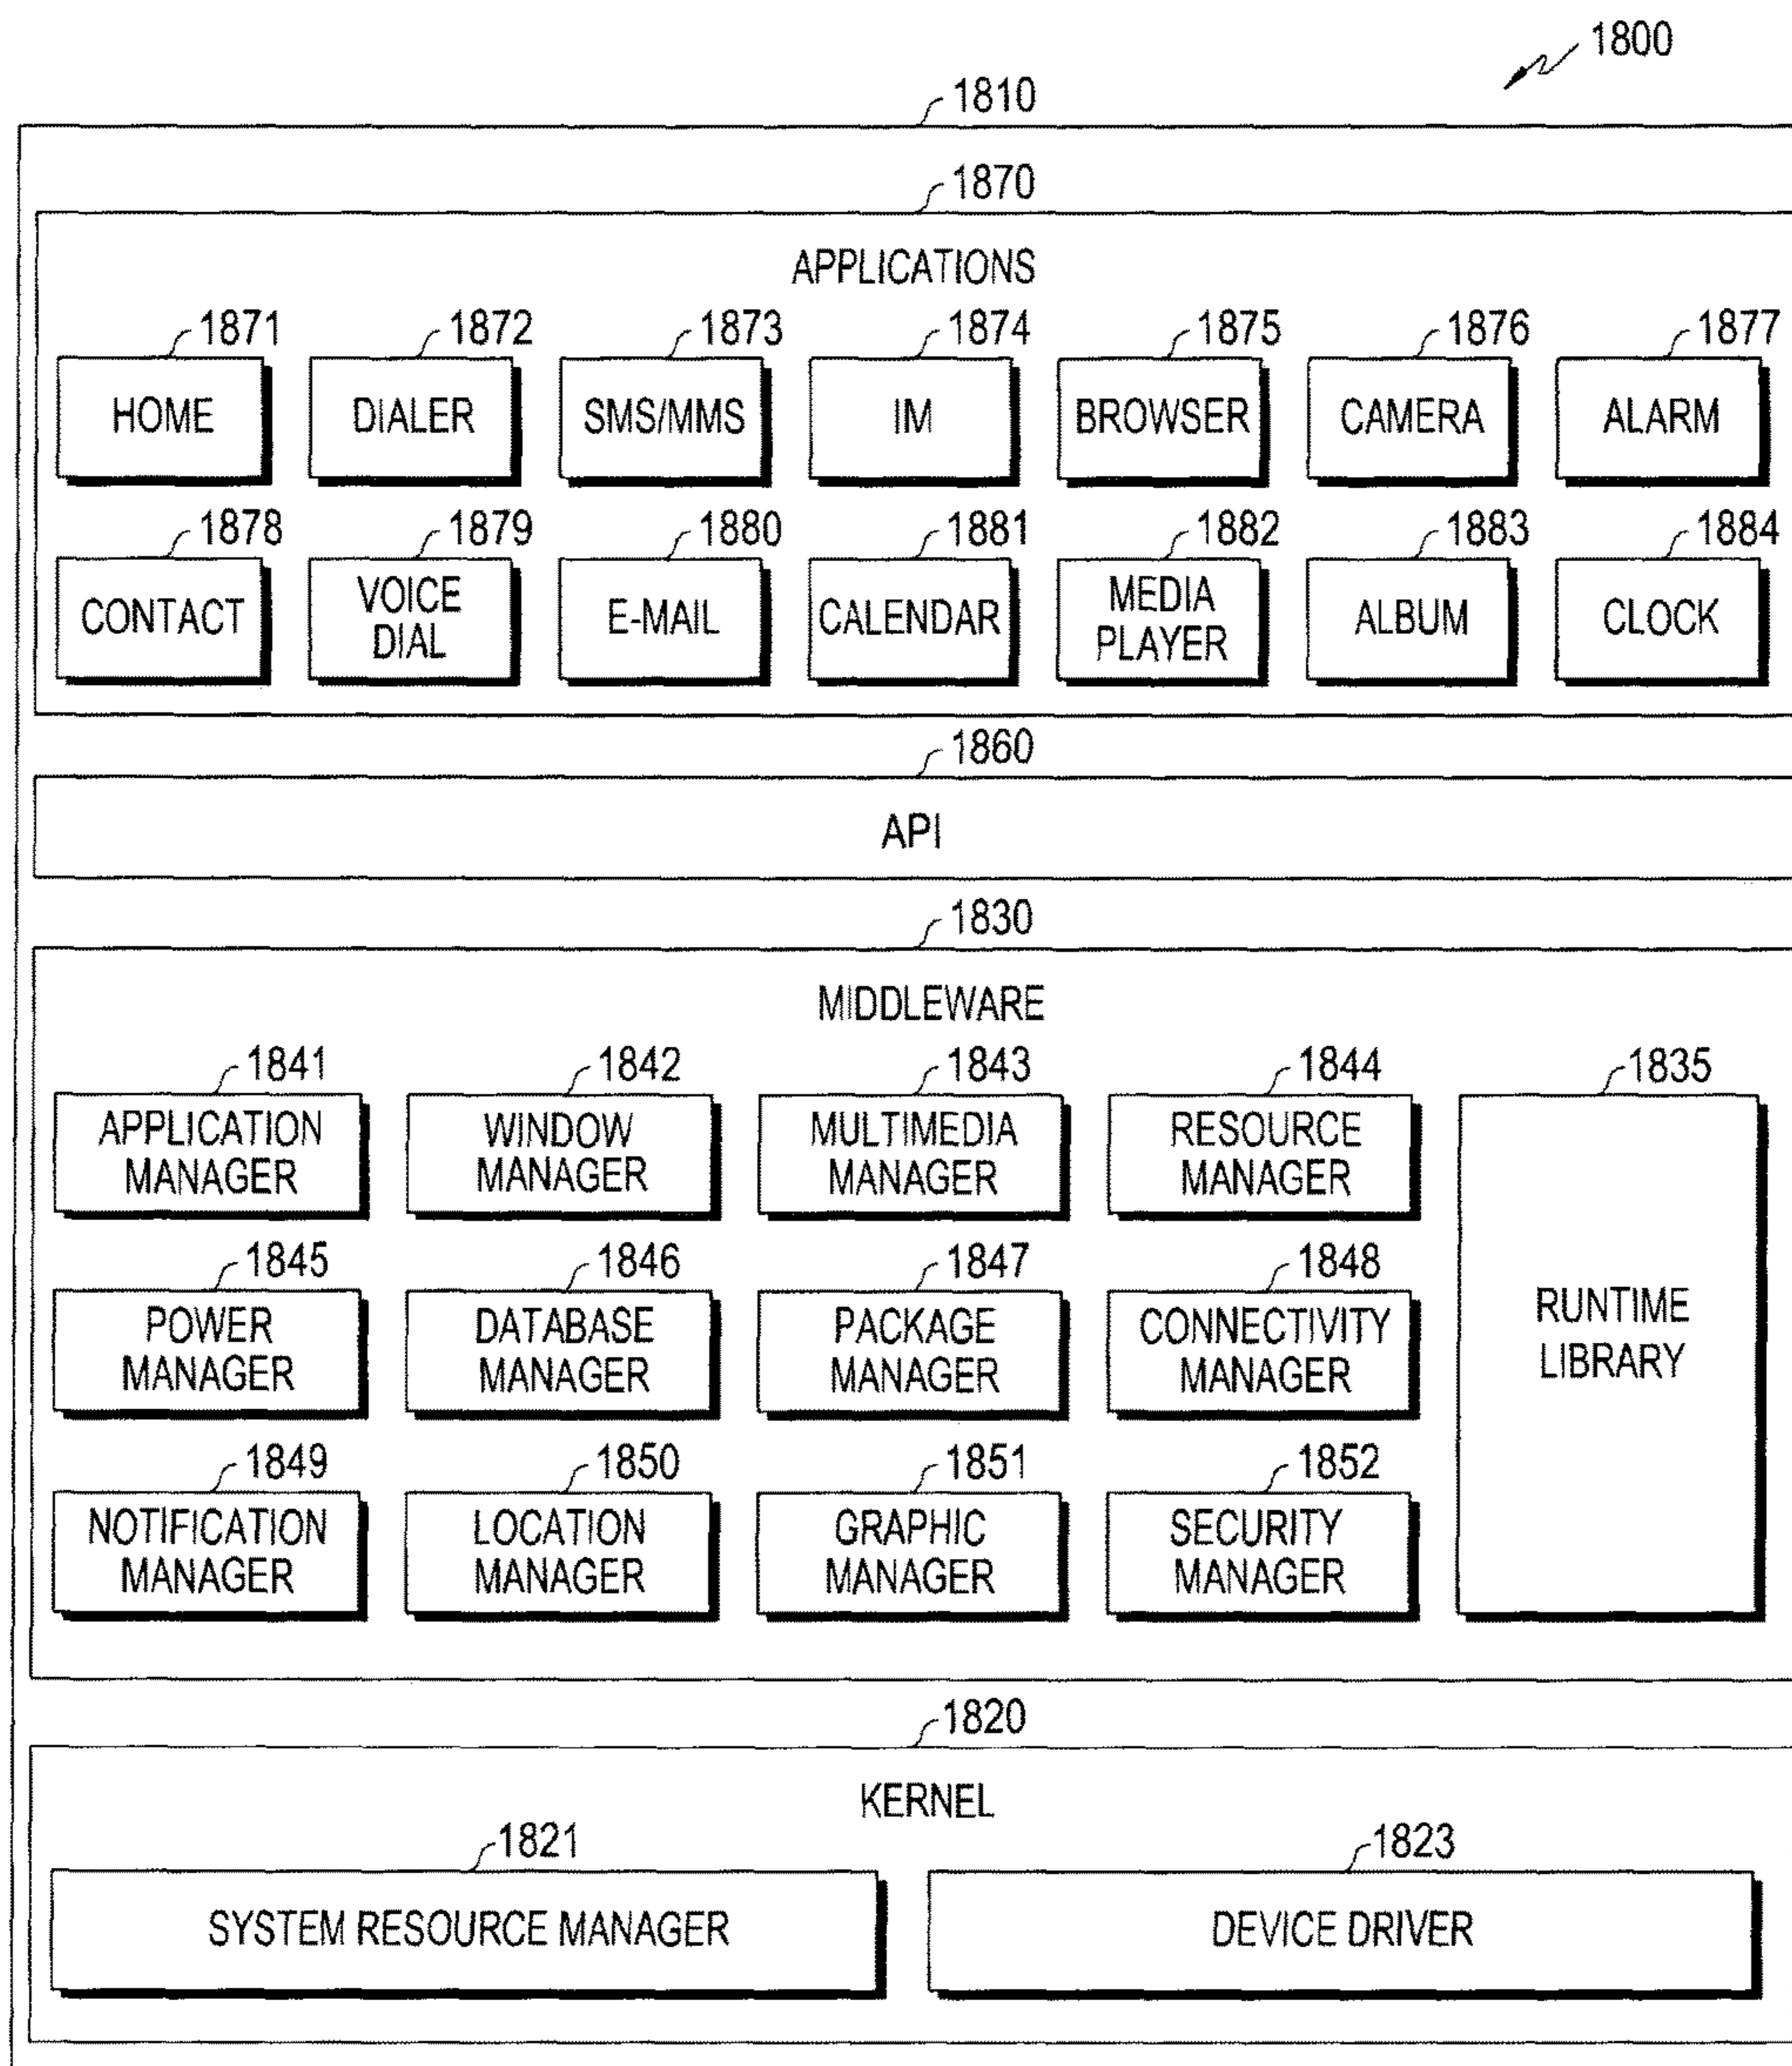 1800
1810
1870
APPLICATIONS
1871 1872 1873 1874 1875 1876 1877
HOME DIALER SMS/MMS IM BROWSER CAMERA ALARM
1878 1879 1880 1881 1882 1883 1884
CONTACT VOICE DIAL E-MAIL CALENDAR MEDIA PLAYER ALBUM CLOCK
1860
API
1830
MIDDLEWARE
1841 1842 1843 1844 1835
APPLICATION MANAGER WINDOW MANAGER MULTIMEDIA MANAGER RESOURCE MANAGER
1845 1846 1847 1848
POWER MANAGER DATABASE MANAGER PACKAGE MANAGER CONNECTIVITY MANAGER RUNTIME LIBRARY
1849 1850 1851 1852
NOTIFICATION MANAGER LOCATION MANAGER GRAPHIC MANAGER SECURITY MANAGER
1820
KERNEL
1821 1823
SYSTEM RESOURCE MANAGER DEVICE DRIVER